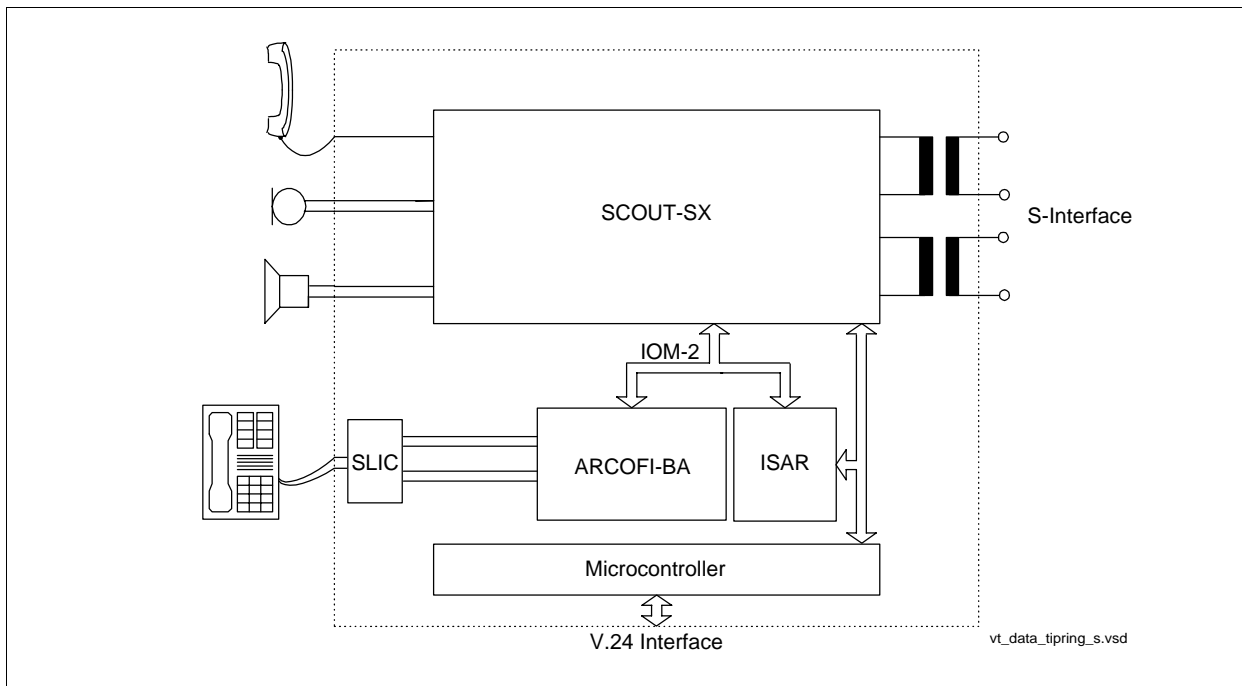 SCOUT-SX
S-Interface
IOM-2
SLIC
ARCOFI-BA
ISAR
Microcontroller
V.24 Interface
vt_data_tipring_s.vsd